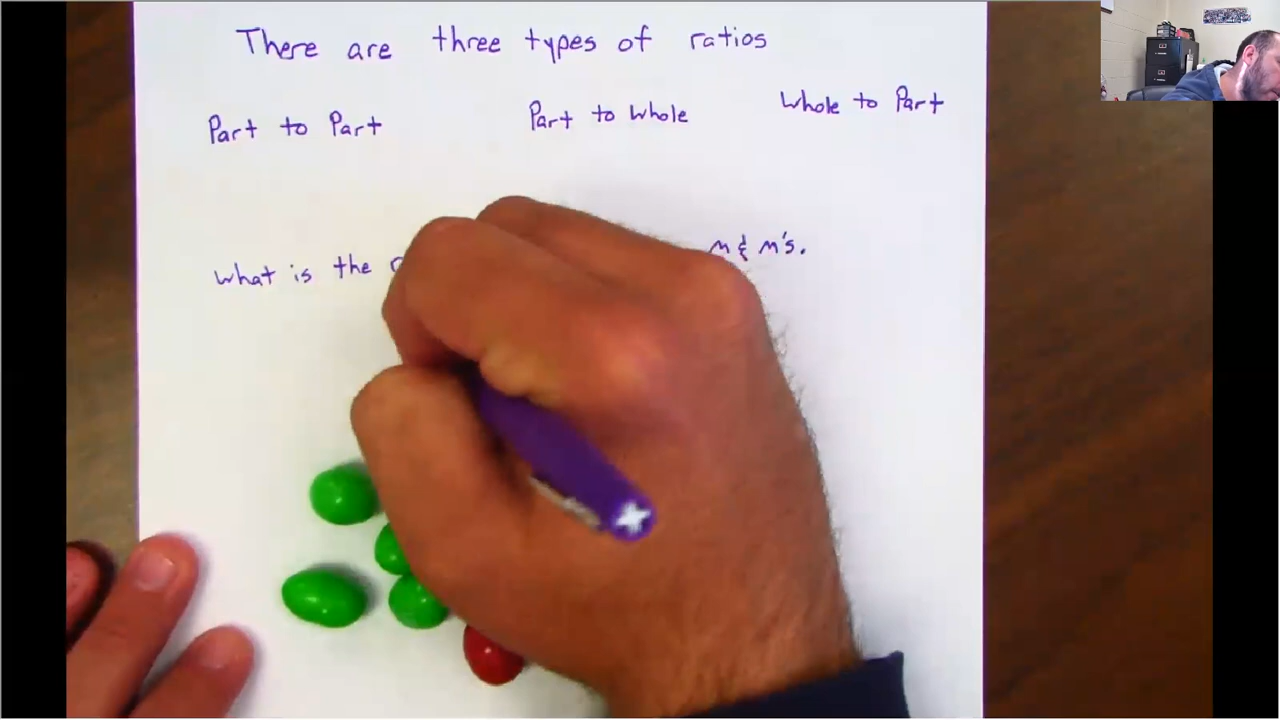 There are three types of ratios
Part to Part Part to Whole Whole to Part
what is the m & m's.